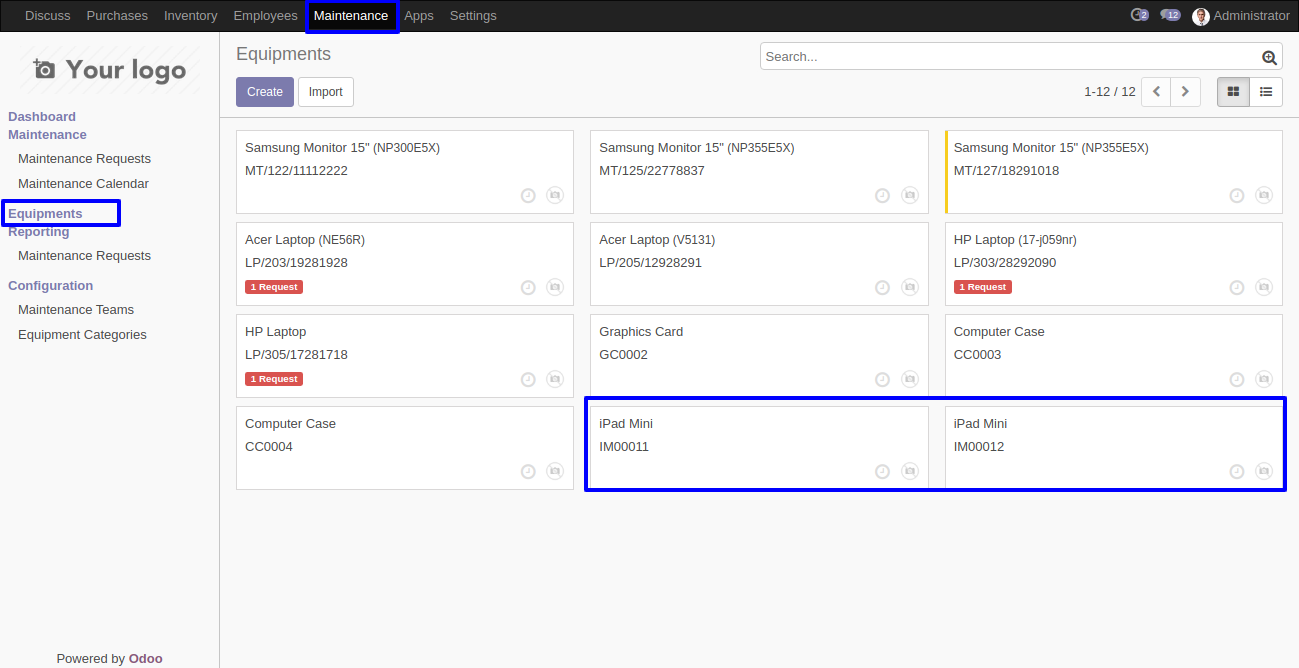 Discuss Purchases Inventory Employees Maintenance Apps Settings 2 12 Administrator
Your logo
Dashboard
Maintenance
Maintenance Requests
Maintenance Calendar
Equipments
Reporting
Maintenance Requests
Configuration
Maintenance Teams
Equipment Categories
Powered by Odoo
Equipments
Search...
Create Import
1-12 / 12
Samsung Monitor 15" (NP300E5X)
MT/122/11112222
Samsung Monitor 15" (NP355E5X)
MT/125/22778837
Samsung Monitor 15" (NP355E5X)
MT/127/18291018
Acer Laptop (NE56R)
LP/203/19281928
1 Request
Acer Laptop (V5131)
LP/205/12928291
HP Laptop (17-j059nr)
LP/303/28292090
1 Request
HP Laptop
LP/305/17281718
1 Request
Graphics Card
GC0002
Computer Case
CC0003
Computer Case
CC0004
iPad Mini
IM00011
iPad Mini
IM00012